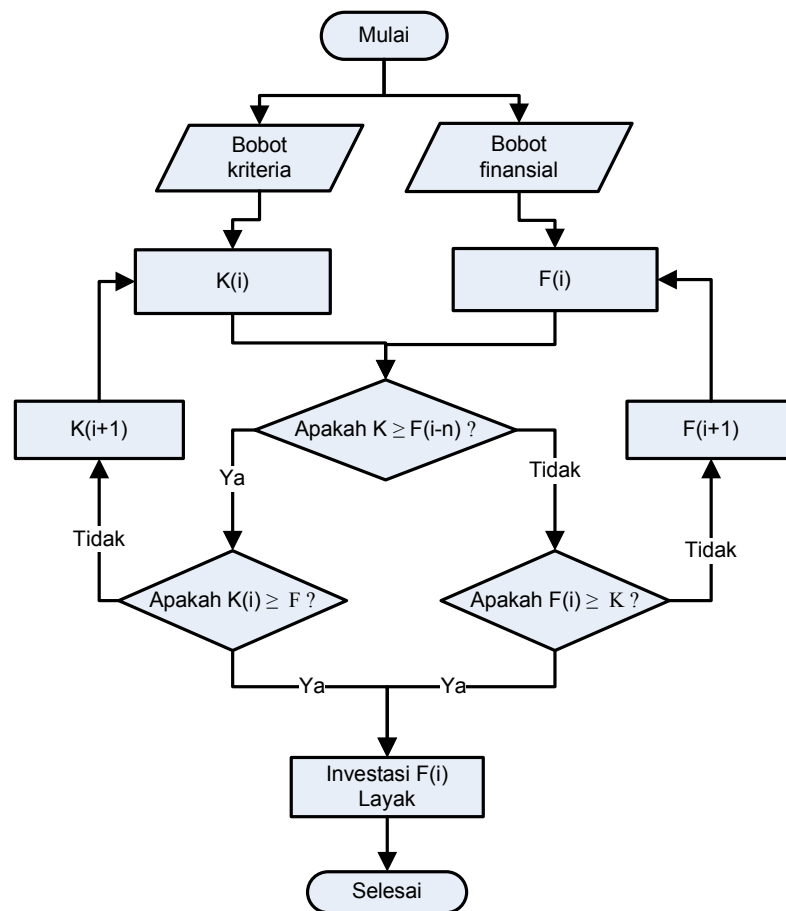 Mulai
Bobot
kriteria
Bobot
finansial
K(i)
F(i)
K(i+1)
Apakah K ≥ F(i-n) ?
F(i+1)
Ya
Tidak
Tidak
Tidak
Apakah K(i) ≥ F ?
Apakah F(i) ≥ K ?
Ya
Ya
Investasi F(i)
Layak
Selesai